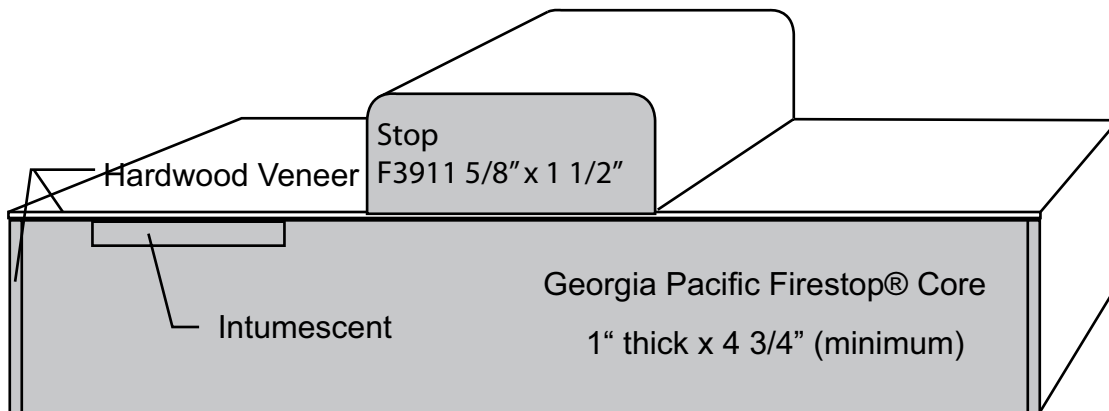 Stop
F3911 5/8” x 1 1/2”
Hardwood Veneer
Georgia Pacific Firestop® Core
Intumescent
1“ thick x 4 3/4” (minimum)